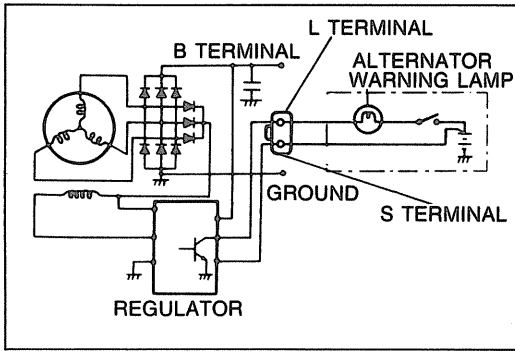 L TERMINAL
B TERMINAL
ALTERNATOR
WARNING LAMP
GROUND
S TERMINAL
REGULATOR